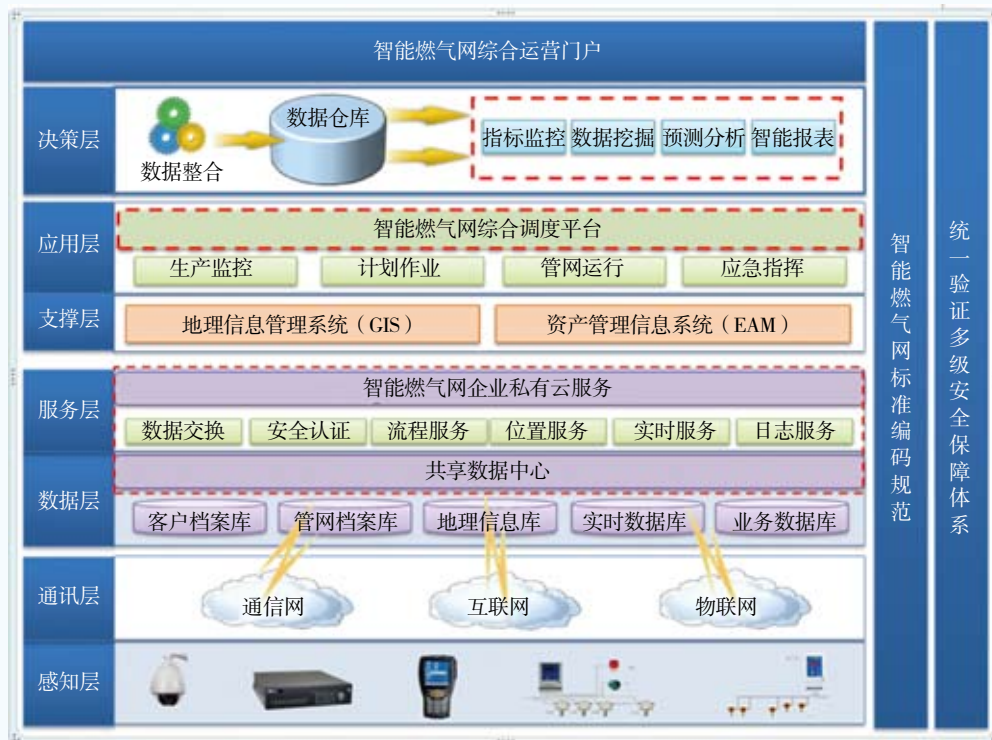 智能燃气网综合运营门户
决策层
数据整合
数据仓库
指标监控 数据挖掘 预测分析 智能报表
应用层
智能燃气网综合调度平台
生产监控 计划作业 管网运行 应急指挥
支撑层
地理信息管理系统（GIS） 资产管理信息系统（EAM）
服务层
智能燃气网企业私有云服务
数据交换 安全认证 流程服务 位置服务 实时服务 日志服务
数据层
共享数据中心
客户档案库 管网档案库 地理信息库 实时数据库 业务数据库
通讯层
通信网 互联网 物联网
感知层
智能燃气网标准编码规范
统一验证多级安全保障体系